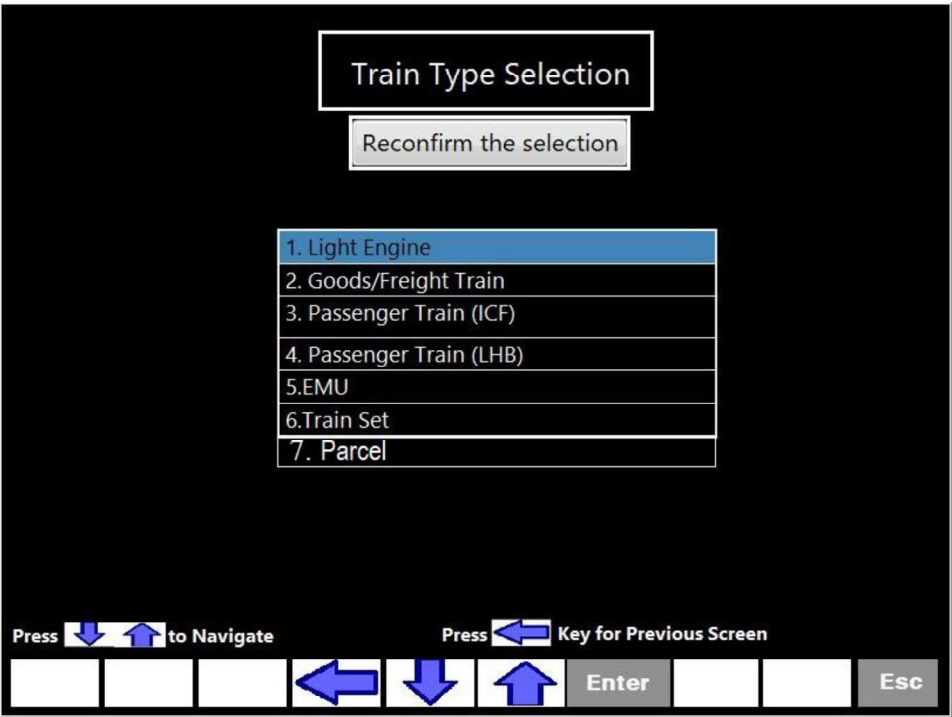 Train Type Selection
Reconfirm the selection
1. Light Engine
2. Goods/Freight Train
3. Passenger Train (ICF)
4. Passenger Train (LHB)
5.EMU
6.Train Set
7. Parcel
Press to Navigate
Press Key for Previous Screen
Enter
Esc